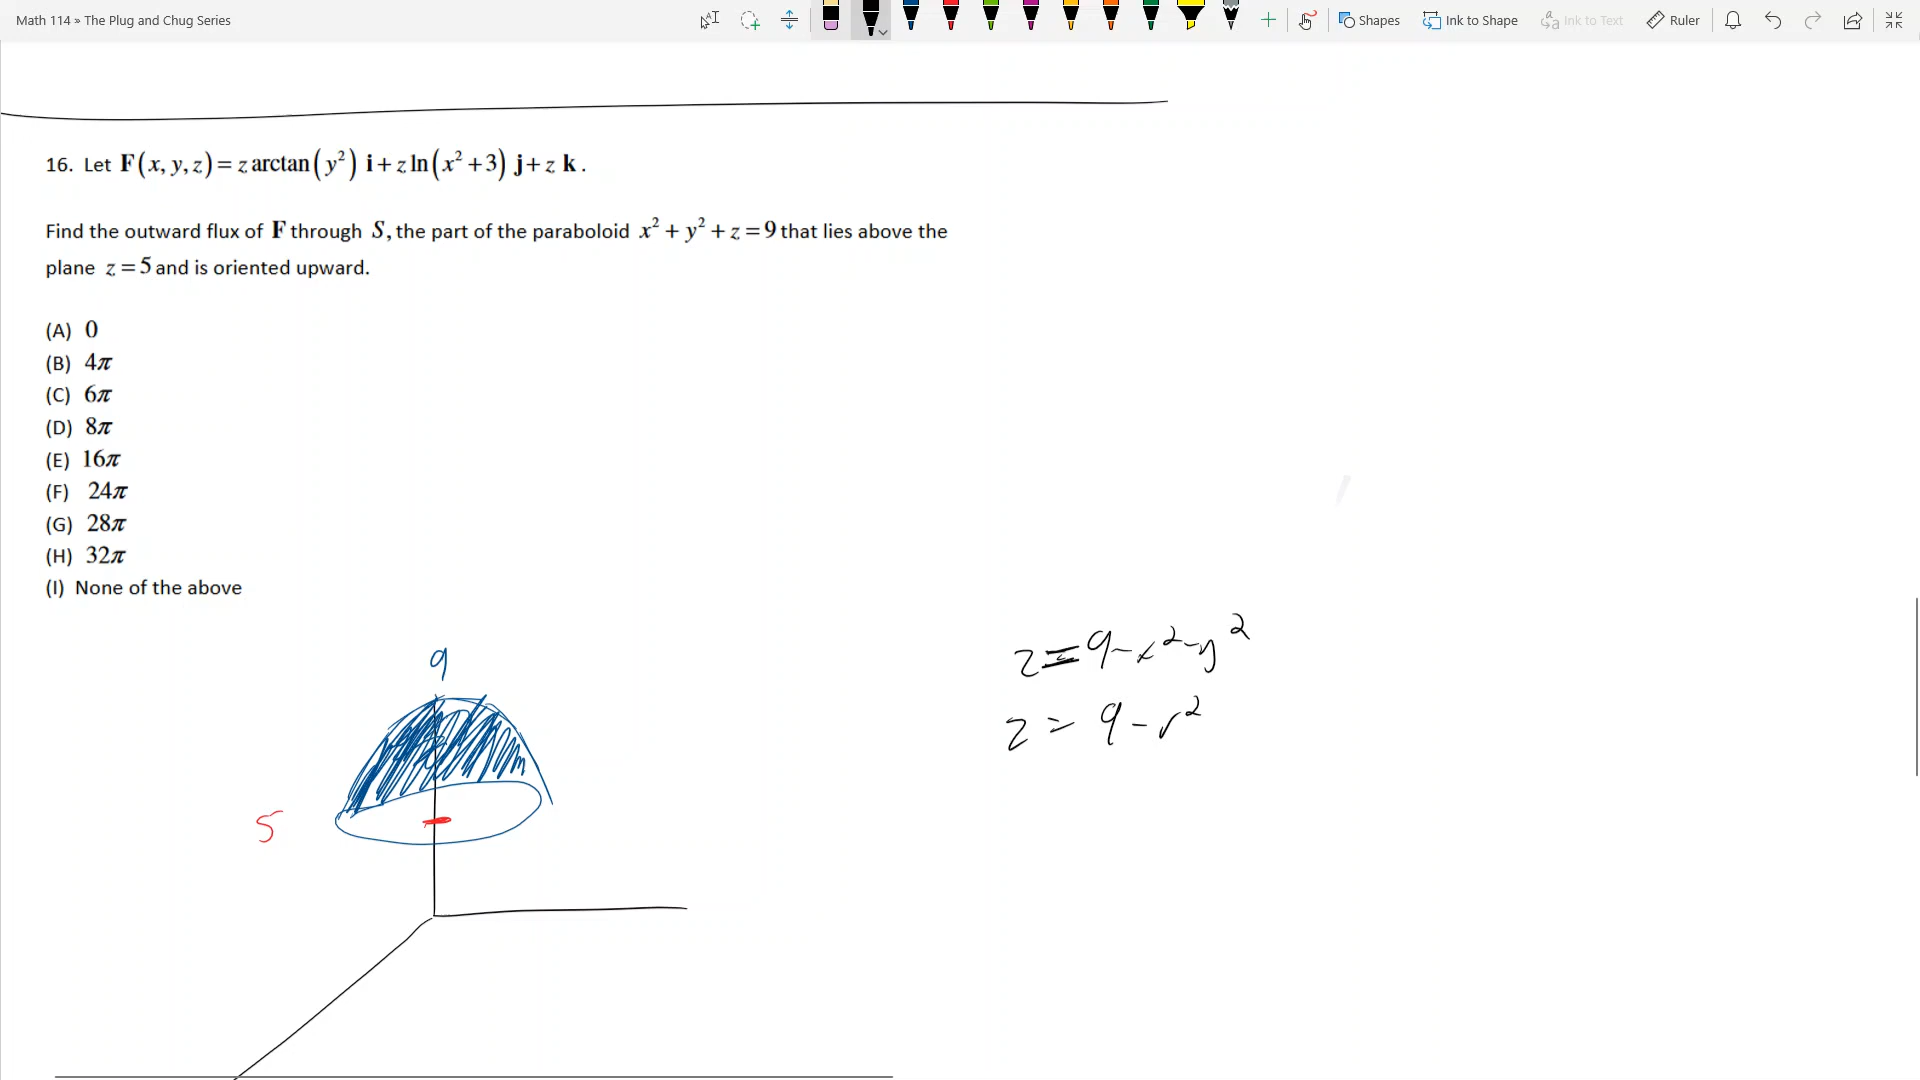 Math 114 » The Plug and Chug Series
Shapes
Ink to Shape
Ink to Text
Ruler
16. Let F(x, y, z) = z arctan(y²) i + z ln(x² + 3) j + z k.
Find the outward flux of F through S, the part of the paraboloid x² + y² + z = 9 that lies above the
plane z = 5 and is oriented upward.
(A) 0
(B) 4π
(C) 6π
(D) 8π
(E) 16π
(F) 24π
(G) 28π
(H) 32π
(I) None of the above
9
5
z = 9 - x² - y²
z = 9 - r²